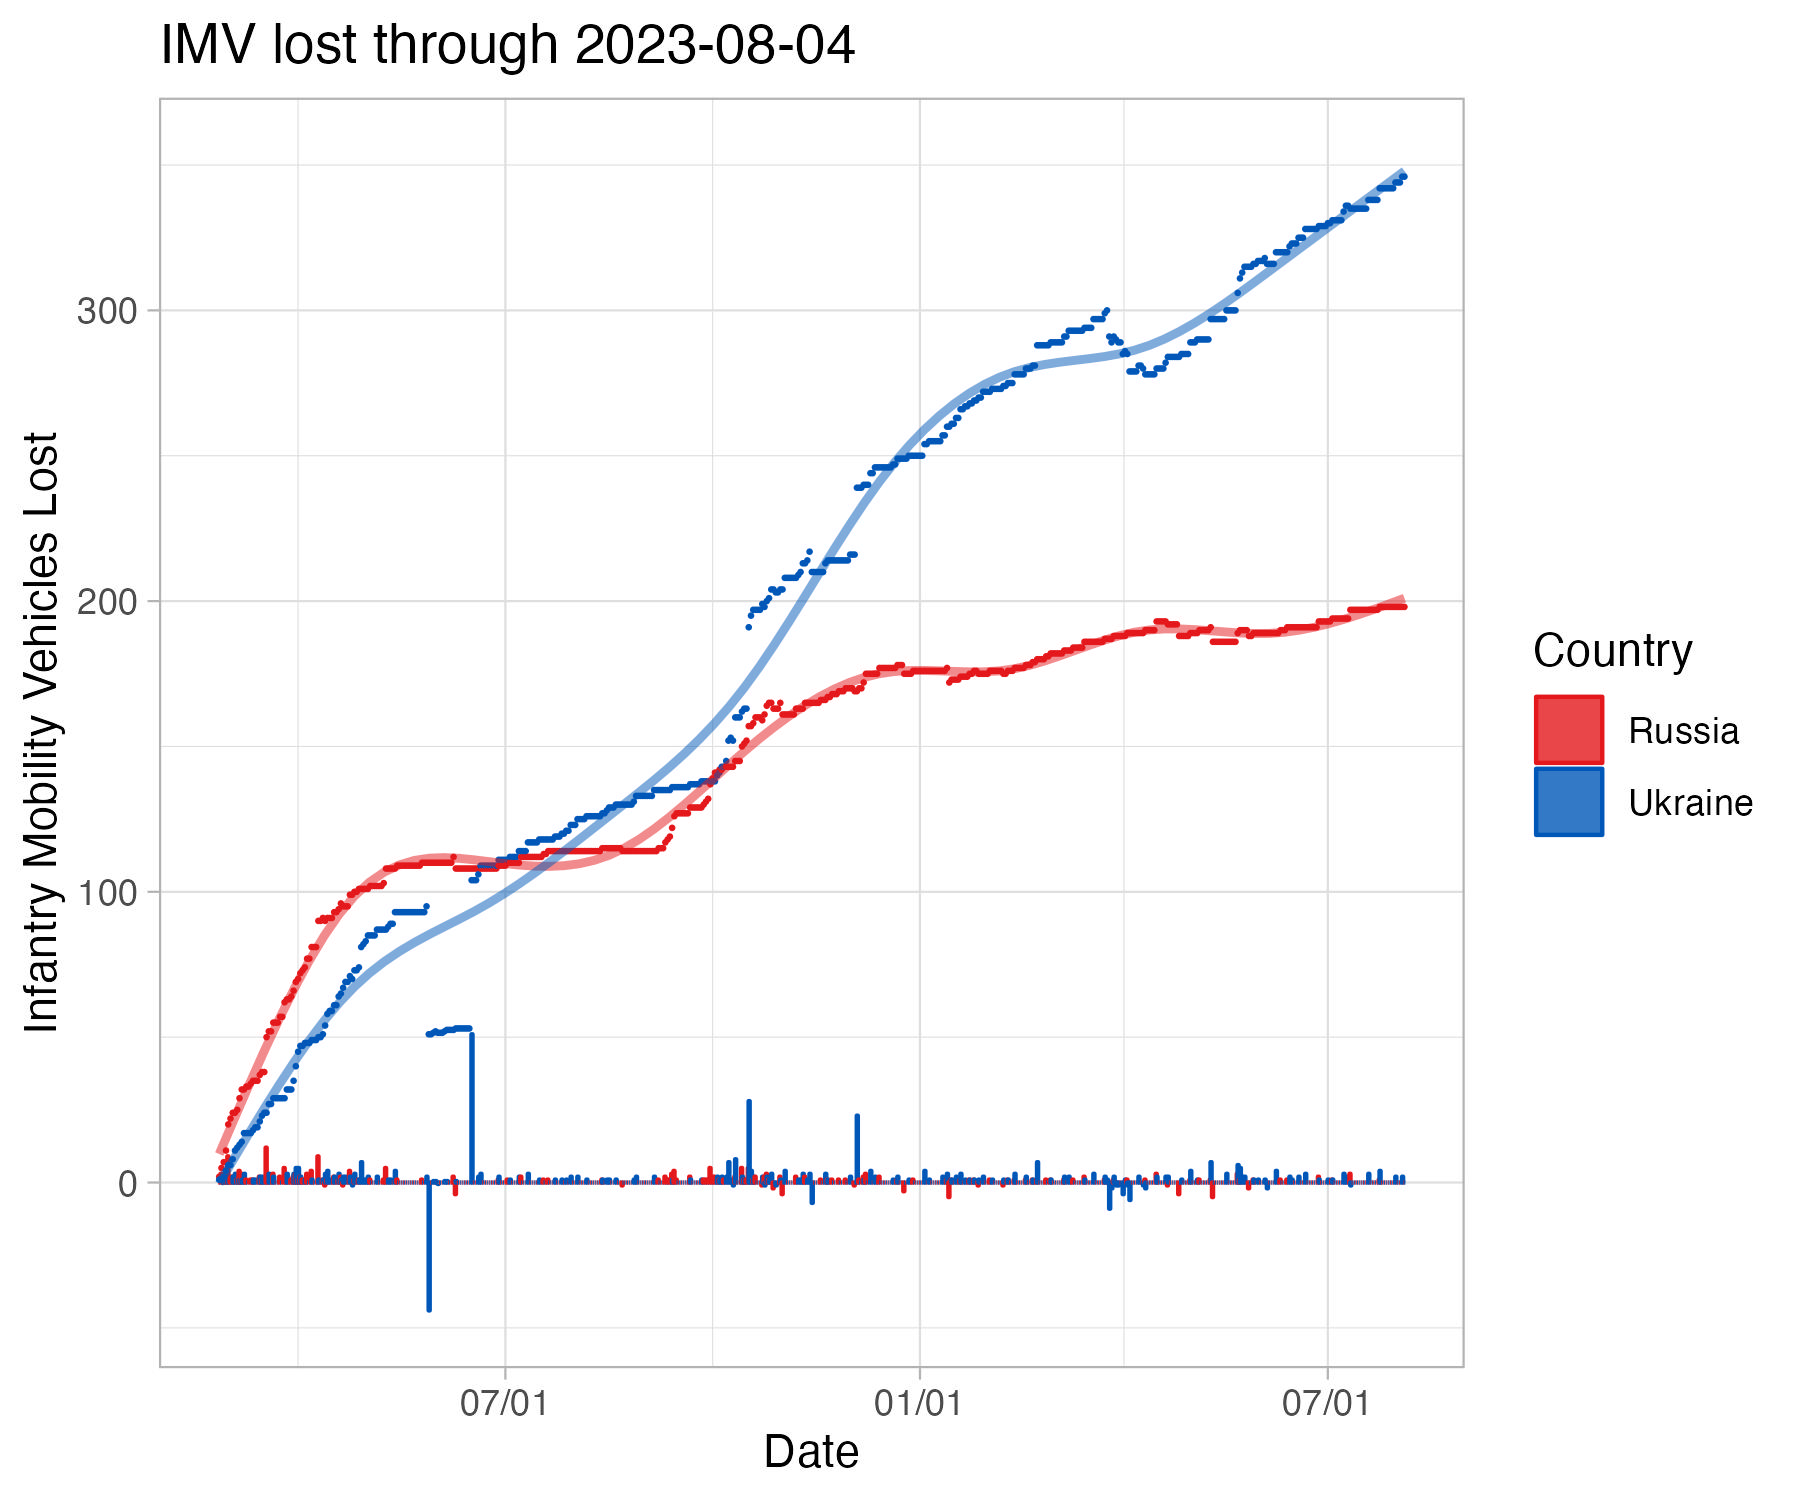 IMV lost through 2023-08-04
Infantry Mobility Vehicles Lost
300
200
100
0
07/01
01/01
07/01
Date
Country
Russia
Ukraine